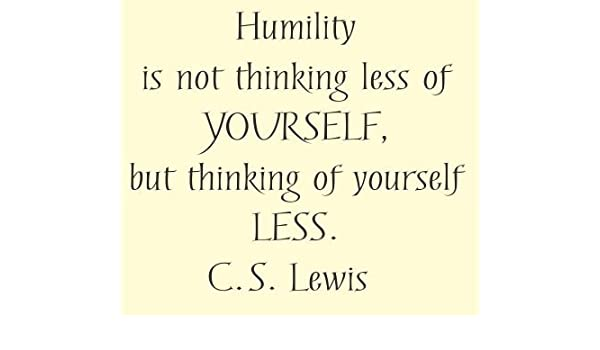 Humility
is not thinking less of
YOURSELF,
but thinking of yourself
LESS.
C.S. Lewis